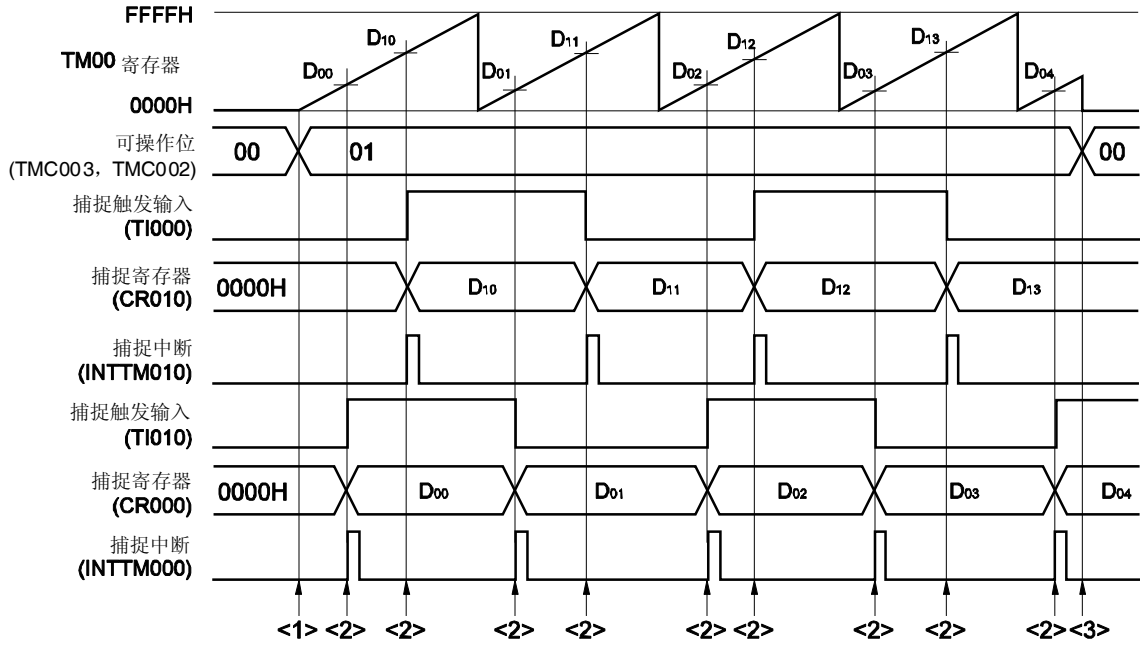 FFFFH
D10
D11
D12
D13
TM00 寄存器
D00
D01
D02
D03
D04
0000H
可操作位
(TMC003，TMC002)
00
01
00
捕捉触发输入
(TI000)
捕捉寄存器
(CR010)
0000H
D10
D11
D12
D13
捕捉中断
(INTTM010)
捕捉触发输入
(TI010)
捕捉寄存器
(CR000)
0000H
D00
D01
D02
D03
D04
捕捉中断
(INTTM000)
<1> <2> <2> <2> <2> <2> <2> <2> <2> <2> <3>